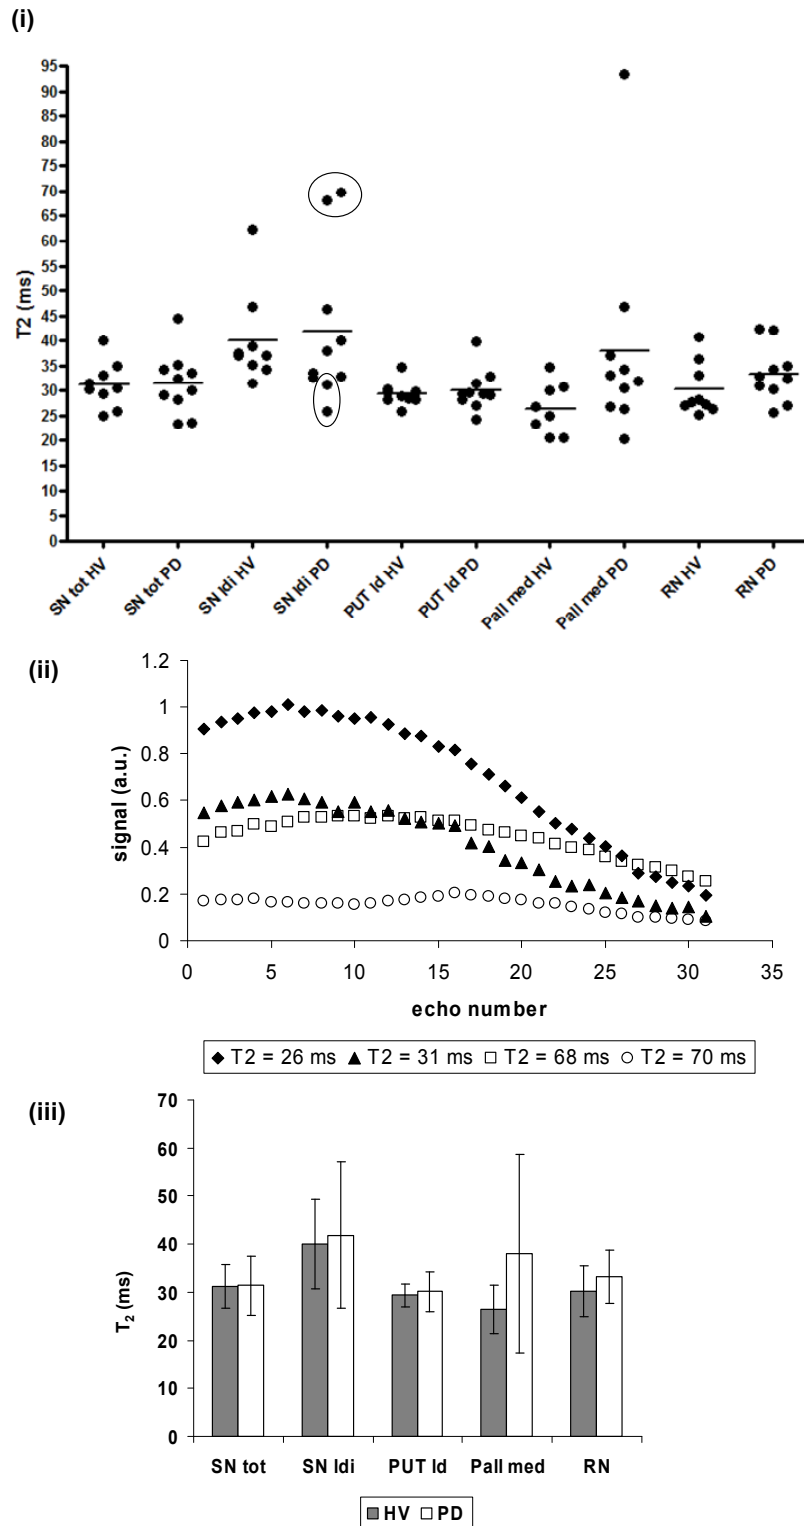 (i)
95
90
85
80
75
70
65
60
55
50
45
40
35
30
25
20
15
10
5
0
T2 (ms)
SN tot HV
SN tot PD
SN ldi HV
SN ldi PD
PUT ld HV
PUT ld PD
Pall med HV
Pall med PD
RN HV
RN PD
(ii)
1.2
1
0.8
0.6
0.4
0.2
0
signal (a.u.)
0 5 10 15 20 25 30 35
echo number
T2 = 26 ms T2 = 31 ms T2 = 68 ms T2 = 70 ms
(iii)
70
60
50
40
30
20
10
0
T₂ (ms)
SN tot SN ldi PUT ld Pall med RN
HV PD